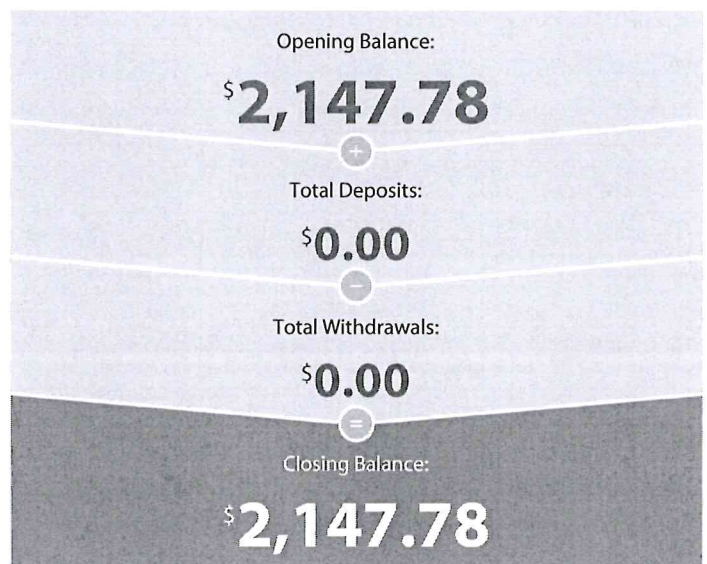 Opening Balance:
$2,147.78
+
Total Deposits:
$0.00
−
Total Withdrawals:
$0.00
=
Closing Balance:
$2,147.78